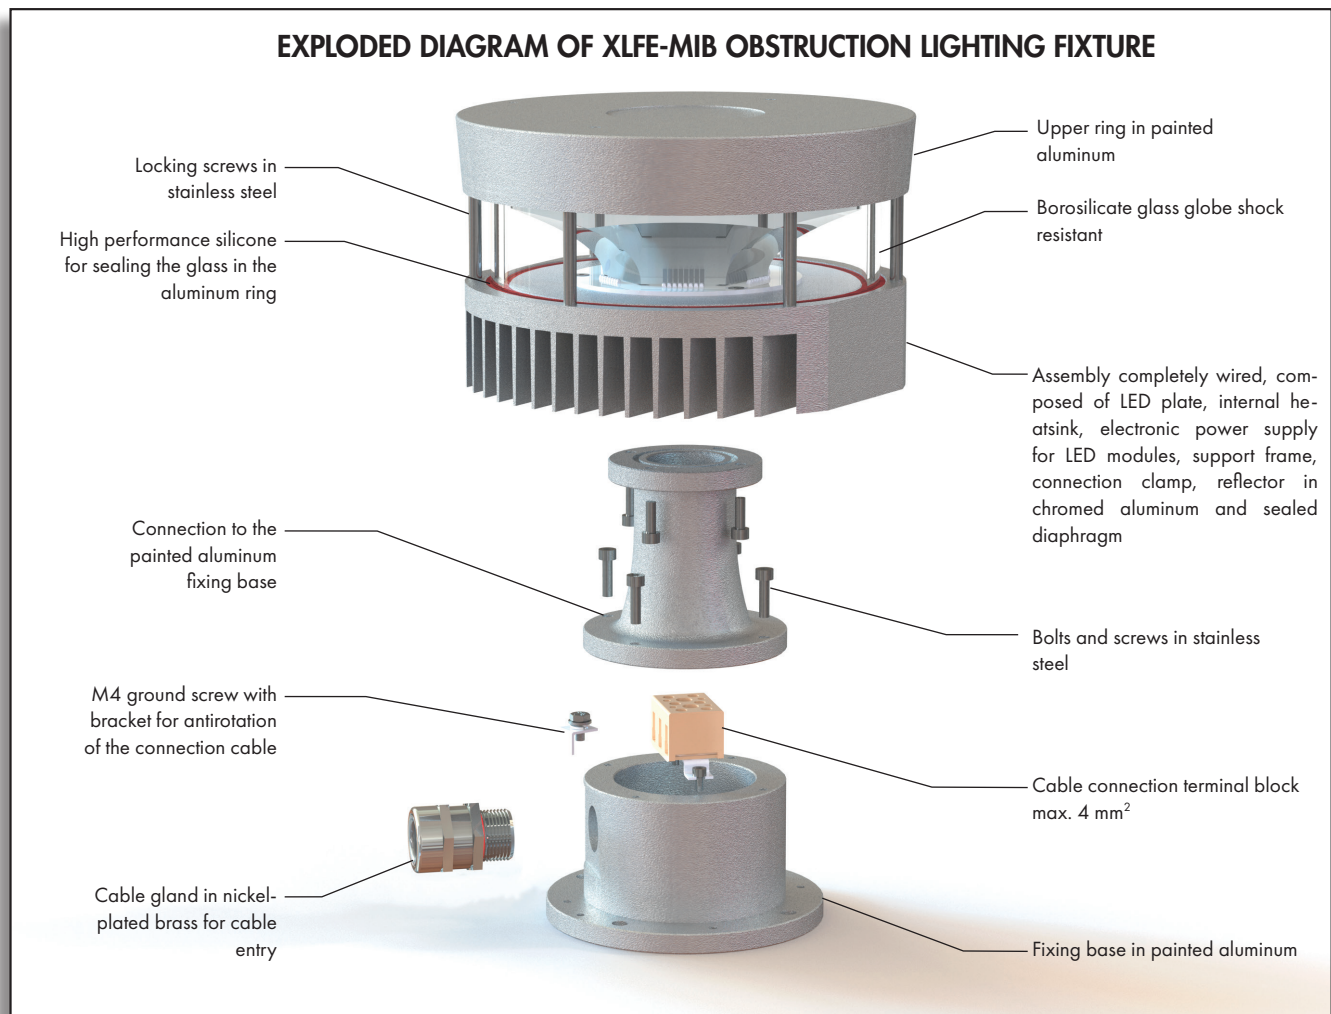 EXPLODED DIAGRAM OF XLFE-MIB OBSTRUCTION LIGHTING FIXTURE
Locking screws in
stainless steel
High performance silicone
for sealing the glass in the
aluminum ring
Connection to the
painted aluminum
fixing base
M4 ground screw with
bracket for antirotation
of the connection cable
Cable gland in nickel-
plated brass for cable
entry
Upper ring in painted
aluminum
Borosilicate glass globe shock
resistant
Assembly completely wired, com-
posed of LED plate, internal he-
atsink, electronic power supply
for LED modules, support frame,
connection clamp, reflector in
chromed aluminum and sealed
diaphragm
Bolts and screws in stainless
steel
Cable connection terminal block
max. 4 mm²
Fixing base in painted aluminum